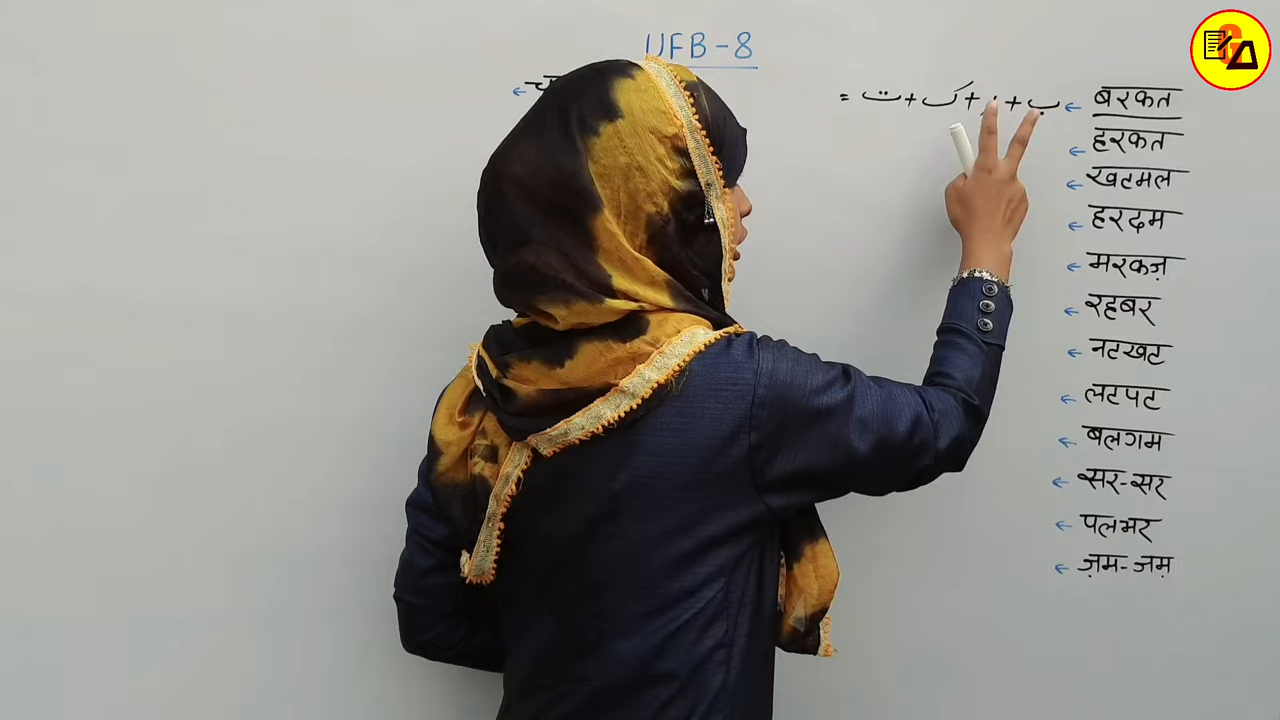 UFB-8
बरकत ← ب + ر + ک + ت =
हरकत ←
खटमल ←
हरदम ←
मरकज़ ←
रहबर ←
नटखट ←
लटपट ←
बलगम ←
सर-सर ←
पलभर ←
ज़म-ज़म ←